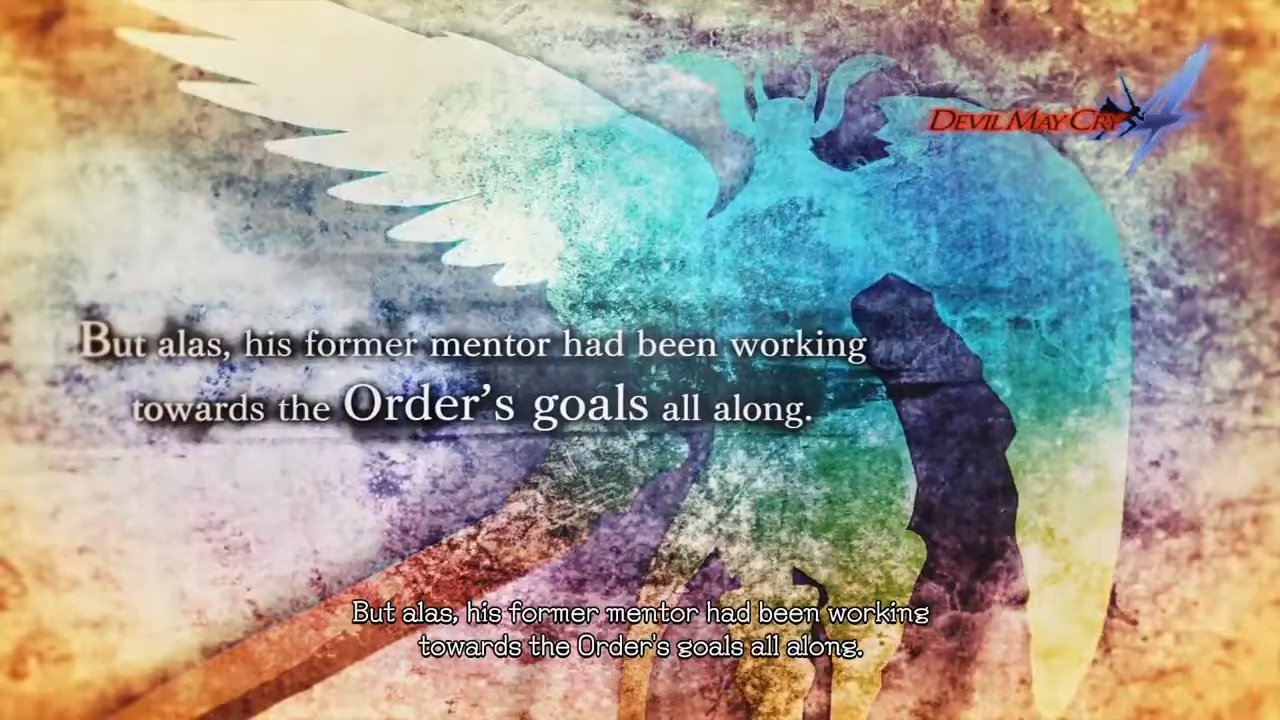 DEVIL MAY CRY 4
But alas, his former mentor had been working
towards the Order's goals all along.
But alas, his former mentor had been working
towards the Order's goals all along.